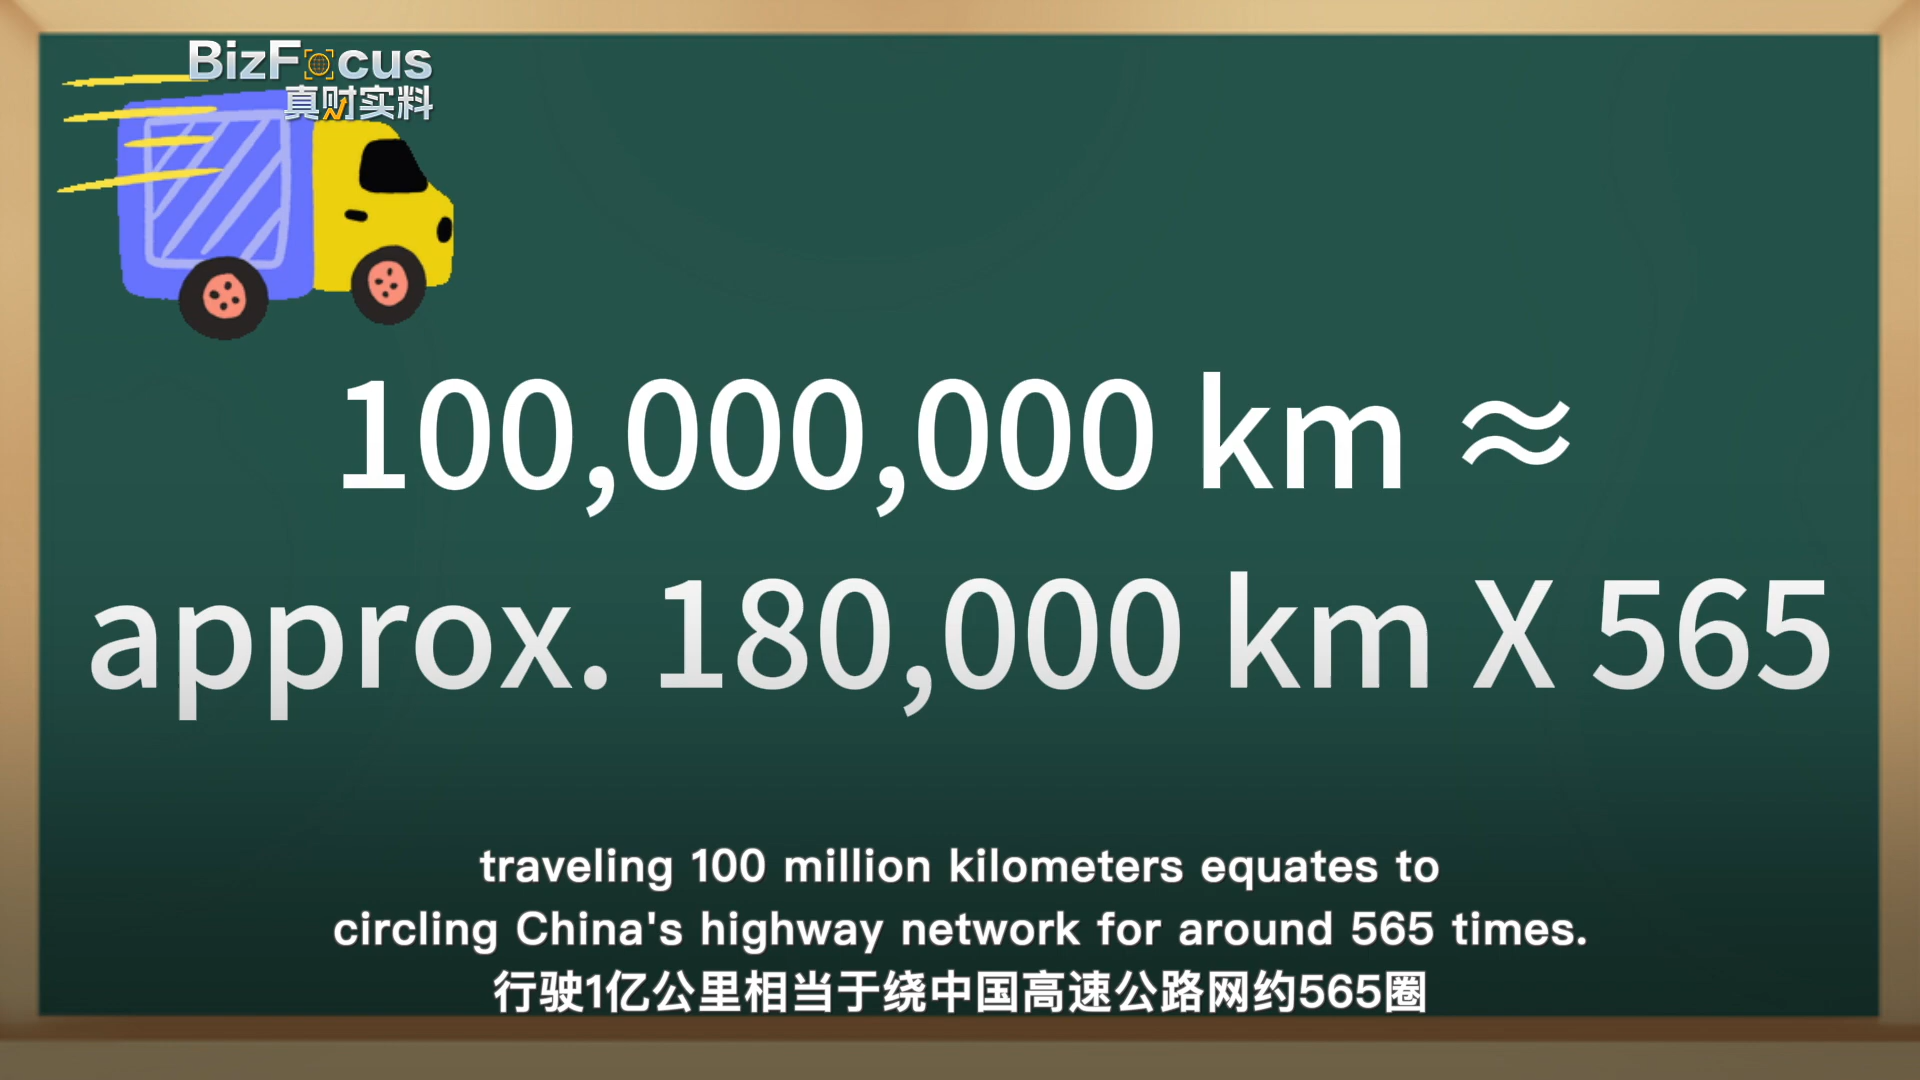 BizFocus
真财实料
100,000,000 km ≈
approx. 180,000 km X 565
traveling 100 million kilometers equates to
circling China's highway network for around 565 times.
行驶1亿公里相当于绕中国高速公路网约565圈